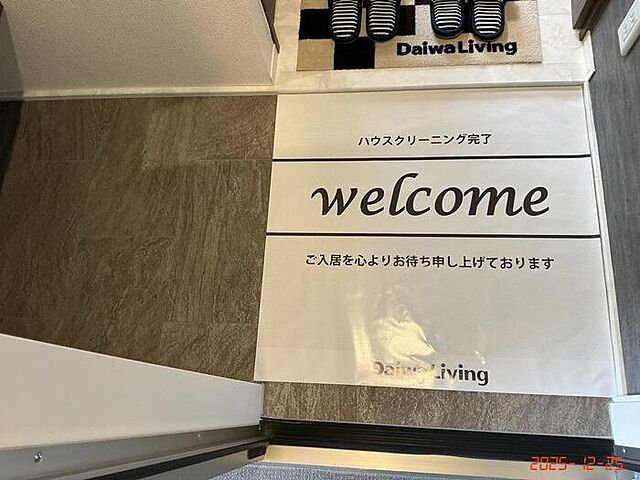 Daiwa Living
ハウスクリーニング完了
welcome
ご入居を心よりお待ち申し上げております
Daiwa Living
2025-12-25